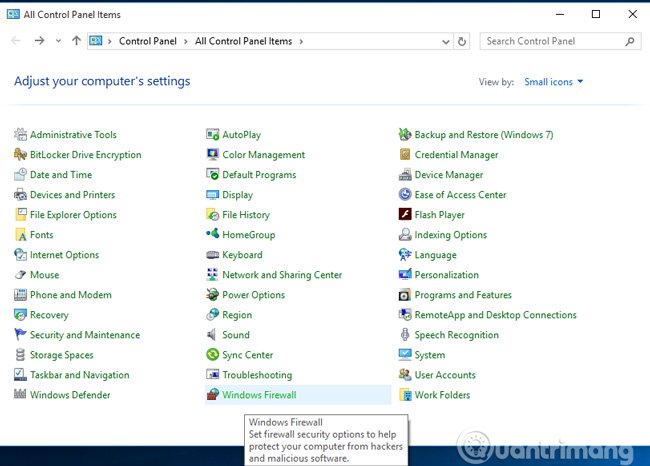 All Control Panel Items
Control Panel > All Control Panel Items >
Search Control Panel
Adjust your computer's settings
View by: Small icons
Administrative Tools
AutoPlay
Backup and Restore (Windows 7)
BitLocker Drive Encryption
Color Management
Credential Manager
Date and Time
Default Programs
Device Manager
Devices and Printers
Display
Ease of Access Center
File Explorer Options
File History
Flash Player
Fonts
HomeGroup
Indexing Options
Internet Options
Keyboard
Language
Mouse
Network and Sharing Center
Personalization
Phone and Modem
Power Options
Programs and Features
Recovery
Region
RemoteApp and Desktop Connections
Security and Maintenance
Sound
Speech Recognition
Storage Spaces
Sync Center
System
Taskbar and Navigation
Troubleshooting
User Accounts
Windows Defender
Windows Firewall
Work Folders
Windows Firewall
Set firewall security options to help
protect your computer from hackers
and malicious software.
Quantrimang